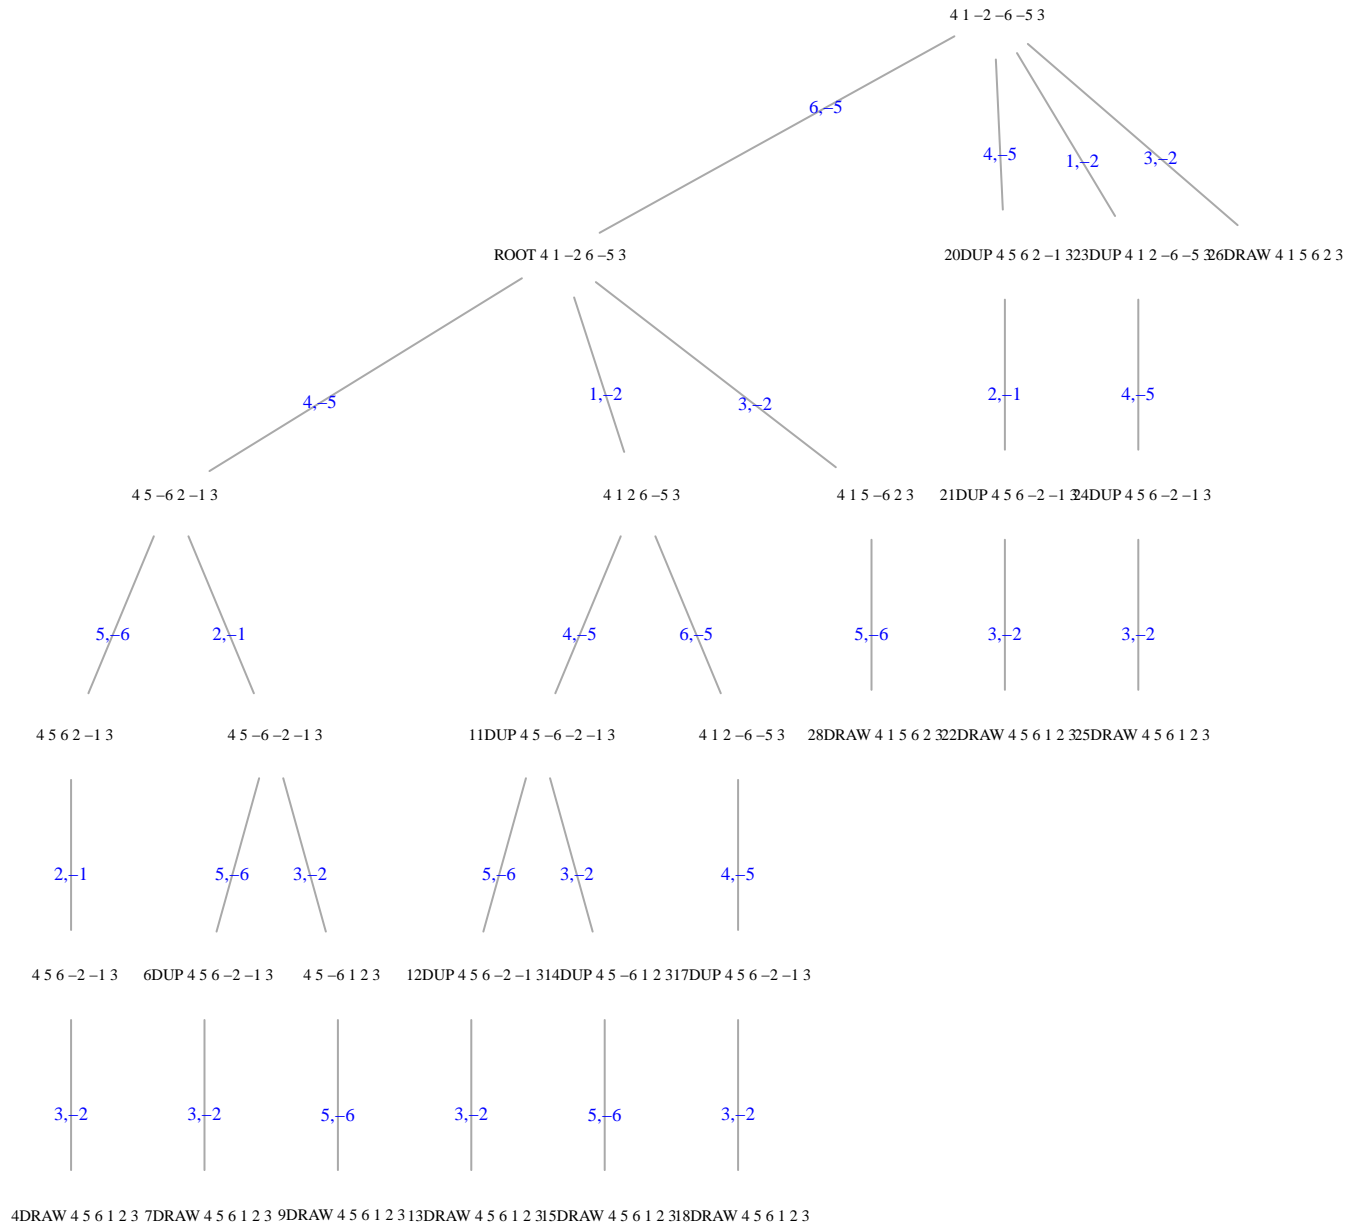 4 1 –2 –6 –5 3
6,–5
4,–5
1,–2
3,–2
ROOT 4 1 –2 6 –5 3
20DUP 4 5 6 2 –1 3
23DUP 4 1 2 –6 –5 3
26DRAW 4 1 5 6 2 3
4,–5
1,–2
3,–2
2,–1
4,–5
4 5 –6 2 –1 3
4 1 2 6 –5 3
4 1 5 –6 2 3
21DUP 4 5 6 –2 –1 3
24DUP 4 5 6 –2 –1 3
5,–6
2,–1
4,–5
6,–5
5,–6
3,–2
3,–2
4 5 6 2 –1 3
4 5 –6 –2 –1 3
11DUP 4 5 –6 –2 –1 3
4 1 2 –6 –5 3
28DRAW 4 1 5 6 2 3
22DRAW 4 5 6 1 2 3
25DRAW 4 5 6 1 2 3
2,–1
5,–6
3,–2
5,–6
3,–2
4,–5
4 5 6 –2 –1 3
6DUP 4 5 6 –2 –1 3
4 5 –6 1 2 3
12DUP 4 5 6 –2 –1 3
14DUP 4 5 –6 1 2 3
17DUP 4 5 6 –2 –1 3
3,–2
3,–2
5,–6
3,–2
5,–6
3,–2
4DRAW 4 5 6 1 2 3
7DRAW 4 5 6 1 2 3
9DRAW 4 5 6 1 2 3
13DRAW 4 5 6 1 2 3
15DRAW 4 5 6 1 2 3
18DRAW 4 5 6 1 2 3